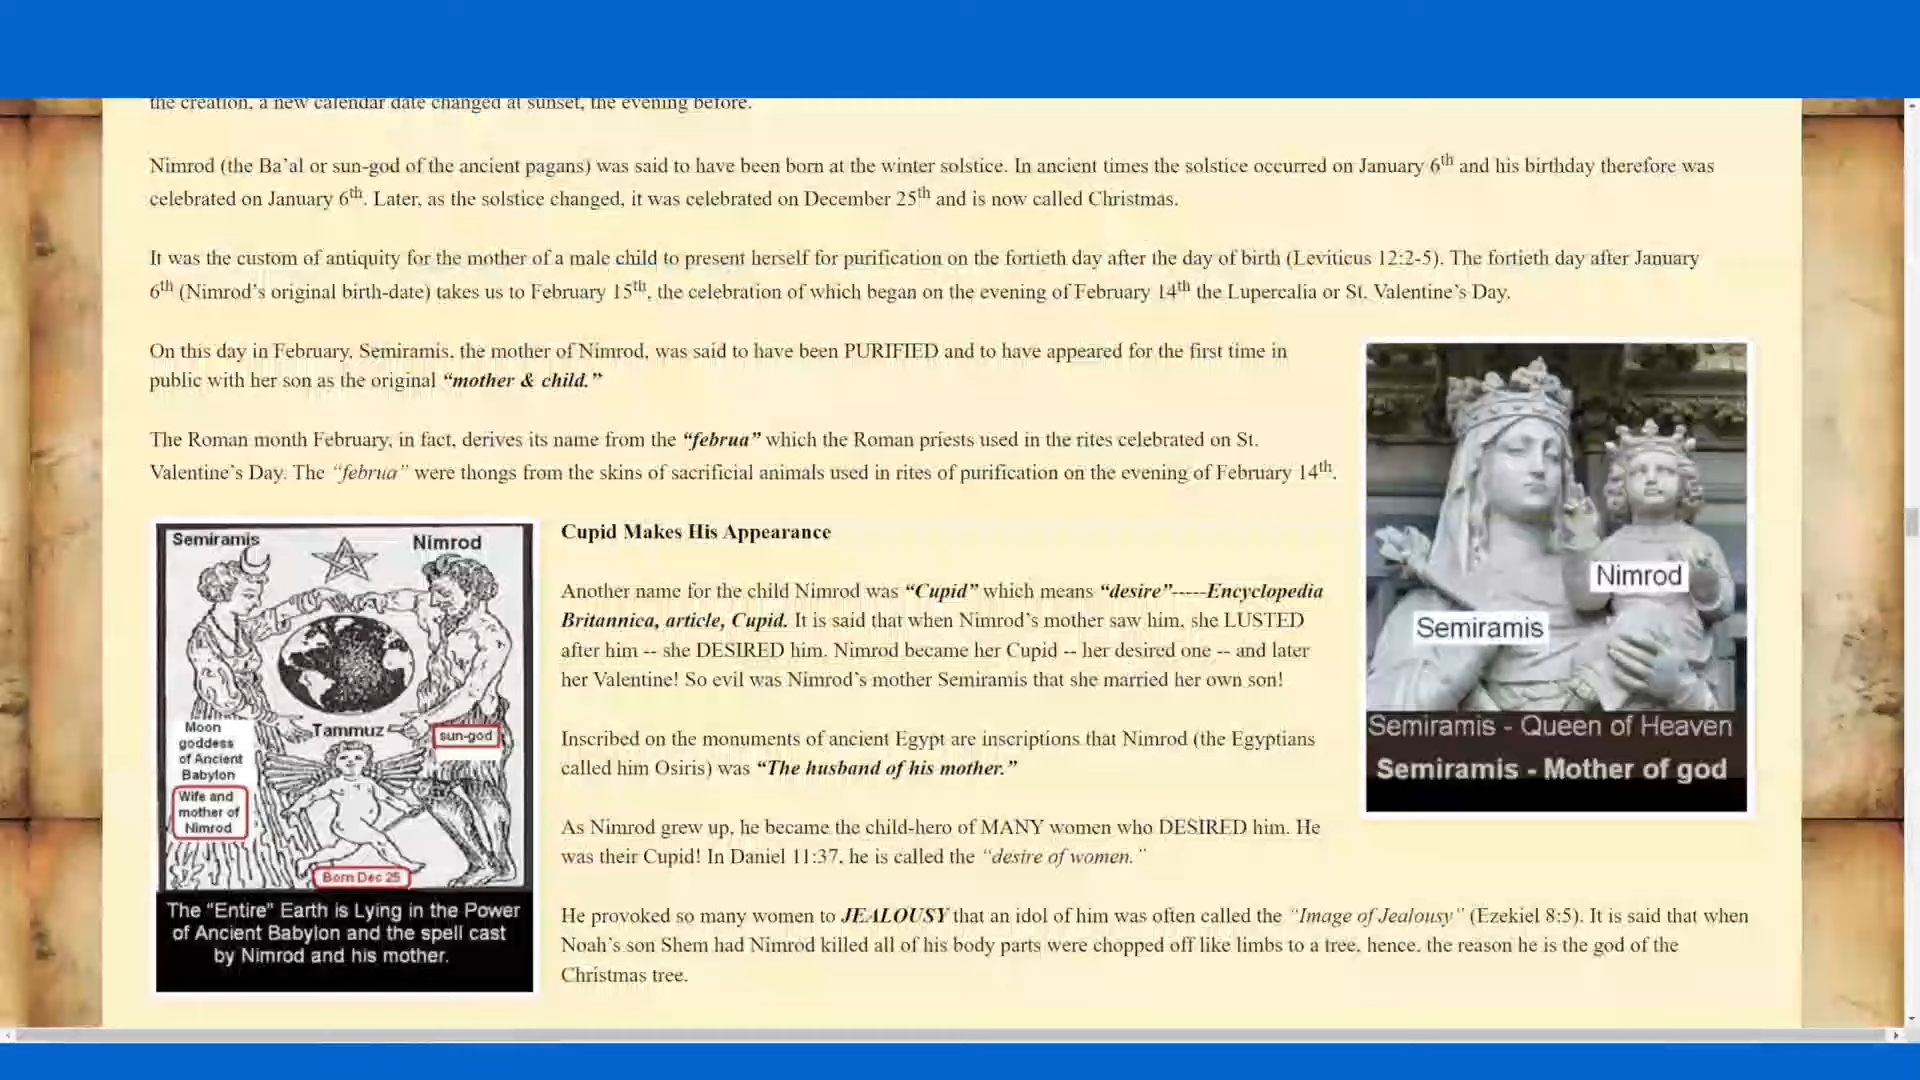 the creation, a new calendar date changed at sunset, the evening before.
Nimrod (the Ba’al or sun-god of the ancient pagans) was said to have been born at the winter solstice. In ancient times the solstice occurred on January 6th and his birthday therefore was
celebrated on January 6th. Later, as the solstice changed, it was celebrated on December 25th and is now called Christmas.
It was the custom of antiquity for the mother of a male child to present herself for purification on the fortieth day after the day of birth (Leviticus 12:2-5). The fortieth day after January
6th (Nimrod’s original birth-date) takes us to February 15th, the celebration of which began on the evening of February 14th the Lupercalia or St. Valentine’s Day.
On this day in February, Semiramis, the mother of Nimrod, was said to have been PURIFIED and to have appeared for the first time in
public with her son as the original “mother & child.”
The Roman month February, in fact, derives its name from the “februa” which the Roman priests used in the rites celebrated on St.
Valentine’s Day. The “februa” were thongs from the skins of sacrificial animals used in rites of purification on the evening of February 14th.
Nimrod
Semiramis
Semiramis - Queen of Heaven
Semiramis - Mother of god
Semiramis
Nimrod
Tammuz
Moon
goddess
of Ancient
Babylon
sun-god
Wife and
mother of
Nimrod
Born Dec 25
The "Entire" Earth is Lying in the Power
of Ancient Babylon and the spell cast
by Nimrod and his mother.
Cupid Makes His Appearance
Another name for the child Nimrod was “Cupid” which means “desire”-----Encyclopedia
Britannica, article, Cupid. It is said that when Nimrod’s mother saw him, she LUSTED
after him -- she DESIRED him. Nimrod became her Cupid -- her desired one -- and later
her Valentine! So evil was Nimrod’s mother Semiramis that she married her own son!
Inscribed on the monuments of ancient Egypt are inscriptions that Nimrod (the Egyptians
called him Osiris) was “The husband of his mother.”
As Nimrod grew up, he became the child-hero of MANY women who DESIRED him. He
was their Cupid! In Daniel 11:37, he is called the “desire of women.”
He provoked so many women to JEALOUSY that an idol of him was often called the “Image of Jealousy” (Ezekiel 8:5). It is said that when
Noah’s son Shem had Nimrod killed all of his body parts were chopped off like limbs to a tree, hence, the reason he is the god of the
Christmas tree.